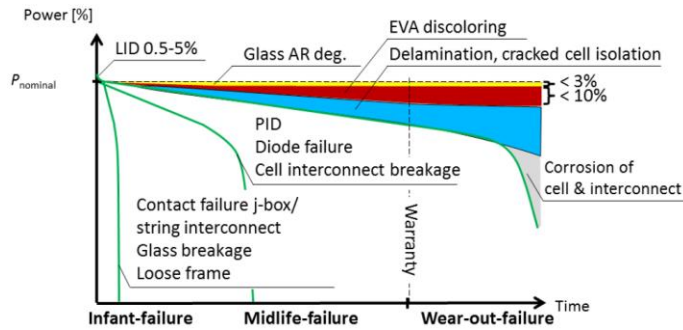 Power [%]
LID 0.5-5%
Glass AR deg.
EVA discoloring
Delamination, cracked cell isolation
Pnominal
< 3%
< 10%
PID
Diode failure
Cell interconnect breakage
Corrosion of
cell & interconnect
Contact failure j-box/
string interconnect
Glass breakage
Loose frame
Warranty
Time
Infant-failure
Midlife-failure
Wear-out-failure